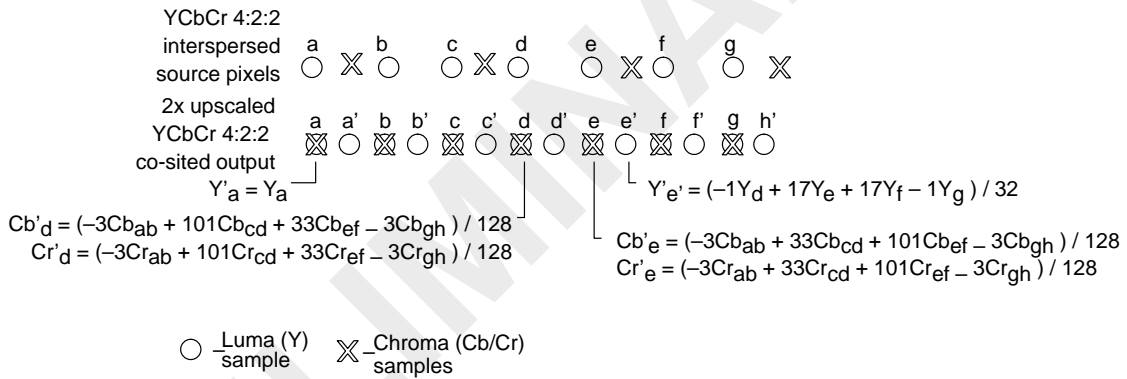 YCbCr 4:2:2
interspersed
source pixels
a b c d e f g
2x upscaled
YCbCr 4:2:2
co-sited output
a a' b b' c c' d d' e e' f f' g h'
Y'a = Ya
Y'e' = (–1Yd + 17Ye + 17Yf – 1Yg) / 32
Cb'd = (–3Cbab + 101Cbcd + 33Cbef – 3Cbgh ) / 128
Cr'd = (–3Crab + 101Crcd + 33Cref – 3Crgh ) / 128
Cb'e = (–3Cbab + 33Cbcd + 101Cbef – 3Cbgh ) / 128
Cr'e = (–3Crab + 33Crcd + 101Cref – 3Crgh ) / 128
–Luma (Y)
sample
–Chroma (Cb/Cr)
samples
IMINA